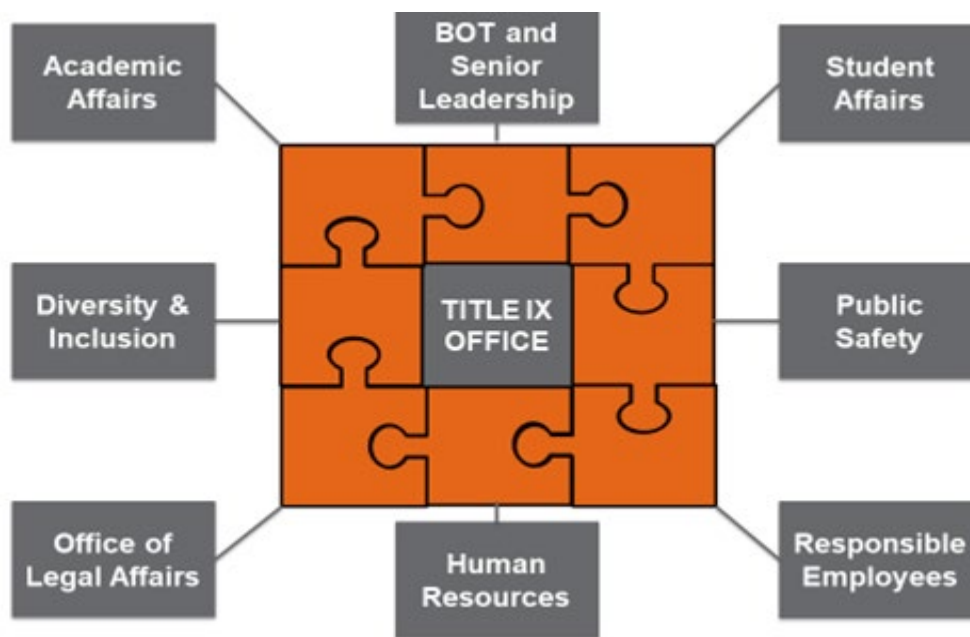 Academic
Affairs
BOT and
Senior
Leadership
Student
Affairs
Diversity &
Inclusion
TITLE IX
OFFICE
Public
Safety
Office of
Legal Affairs
Human
Resources
Responsible
Employees